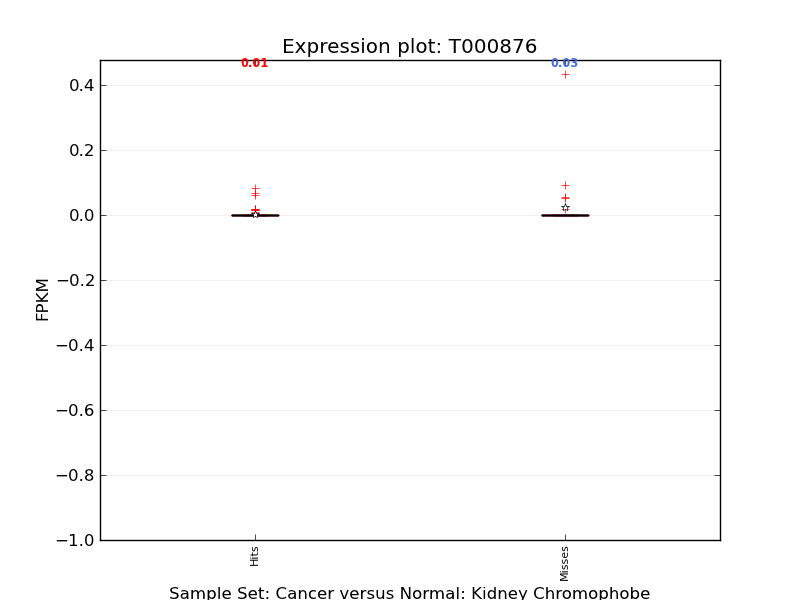 Expression plot: T000876
0.01
0.03
0.4
0.2
0.0
−0.2
−0.4
−0.6
−0.8
−1.0
FPKM
Hits
Misses
Sample Set: Cancer versus Normal: Kidney Chromophobe